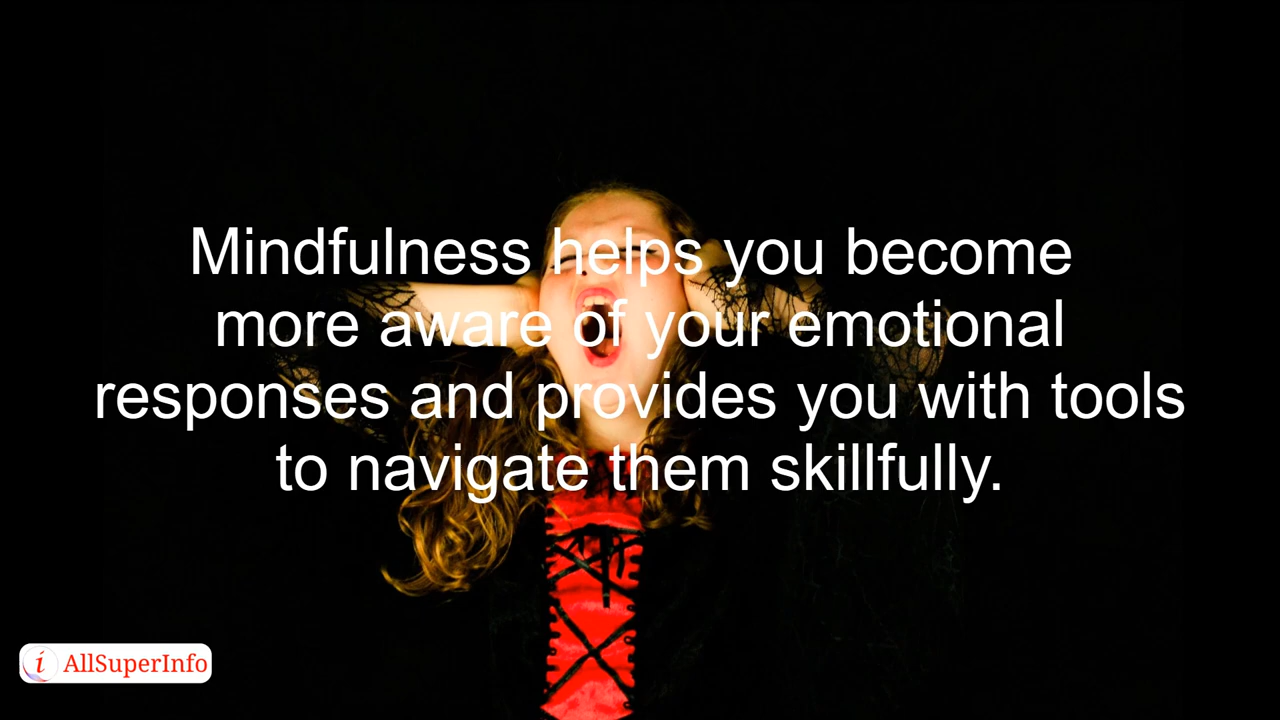 Mindfulness helps you become
more aware of your emotional
responses and provides you with tools
to navigate them skillfully.
i AllSuperInfo